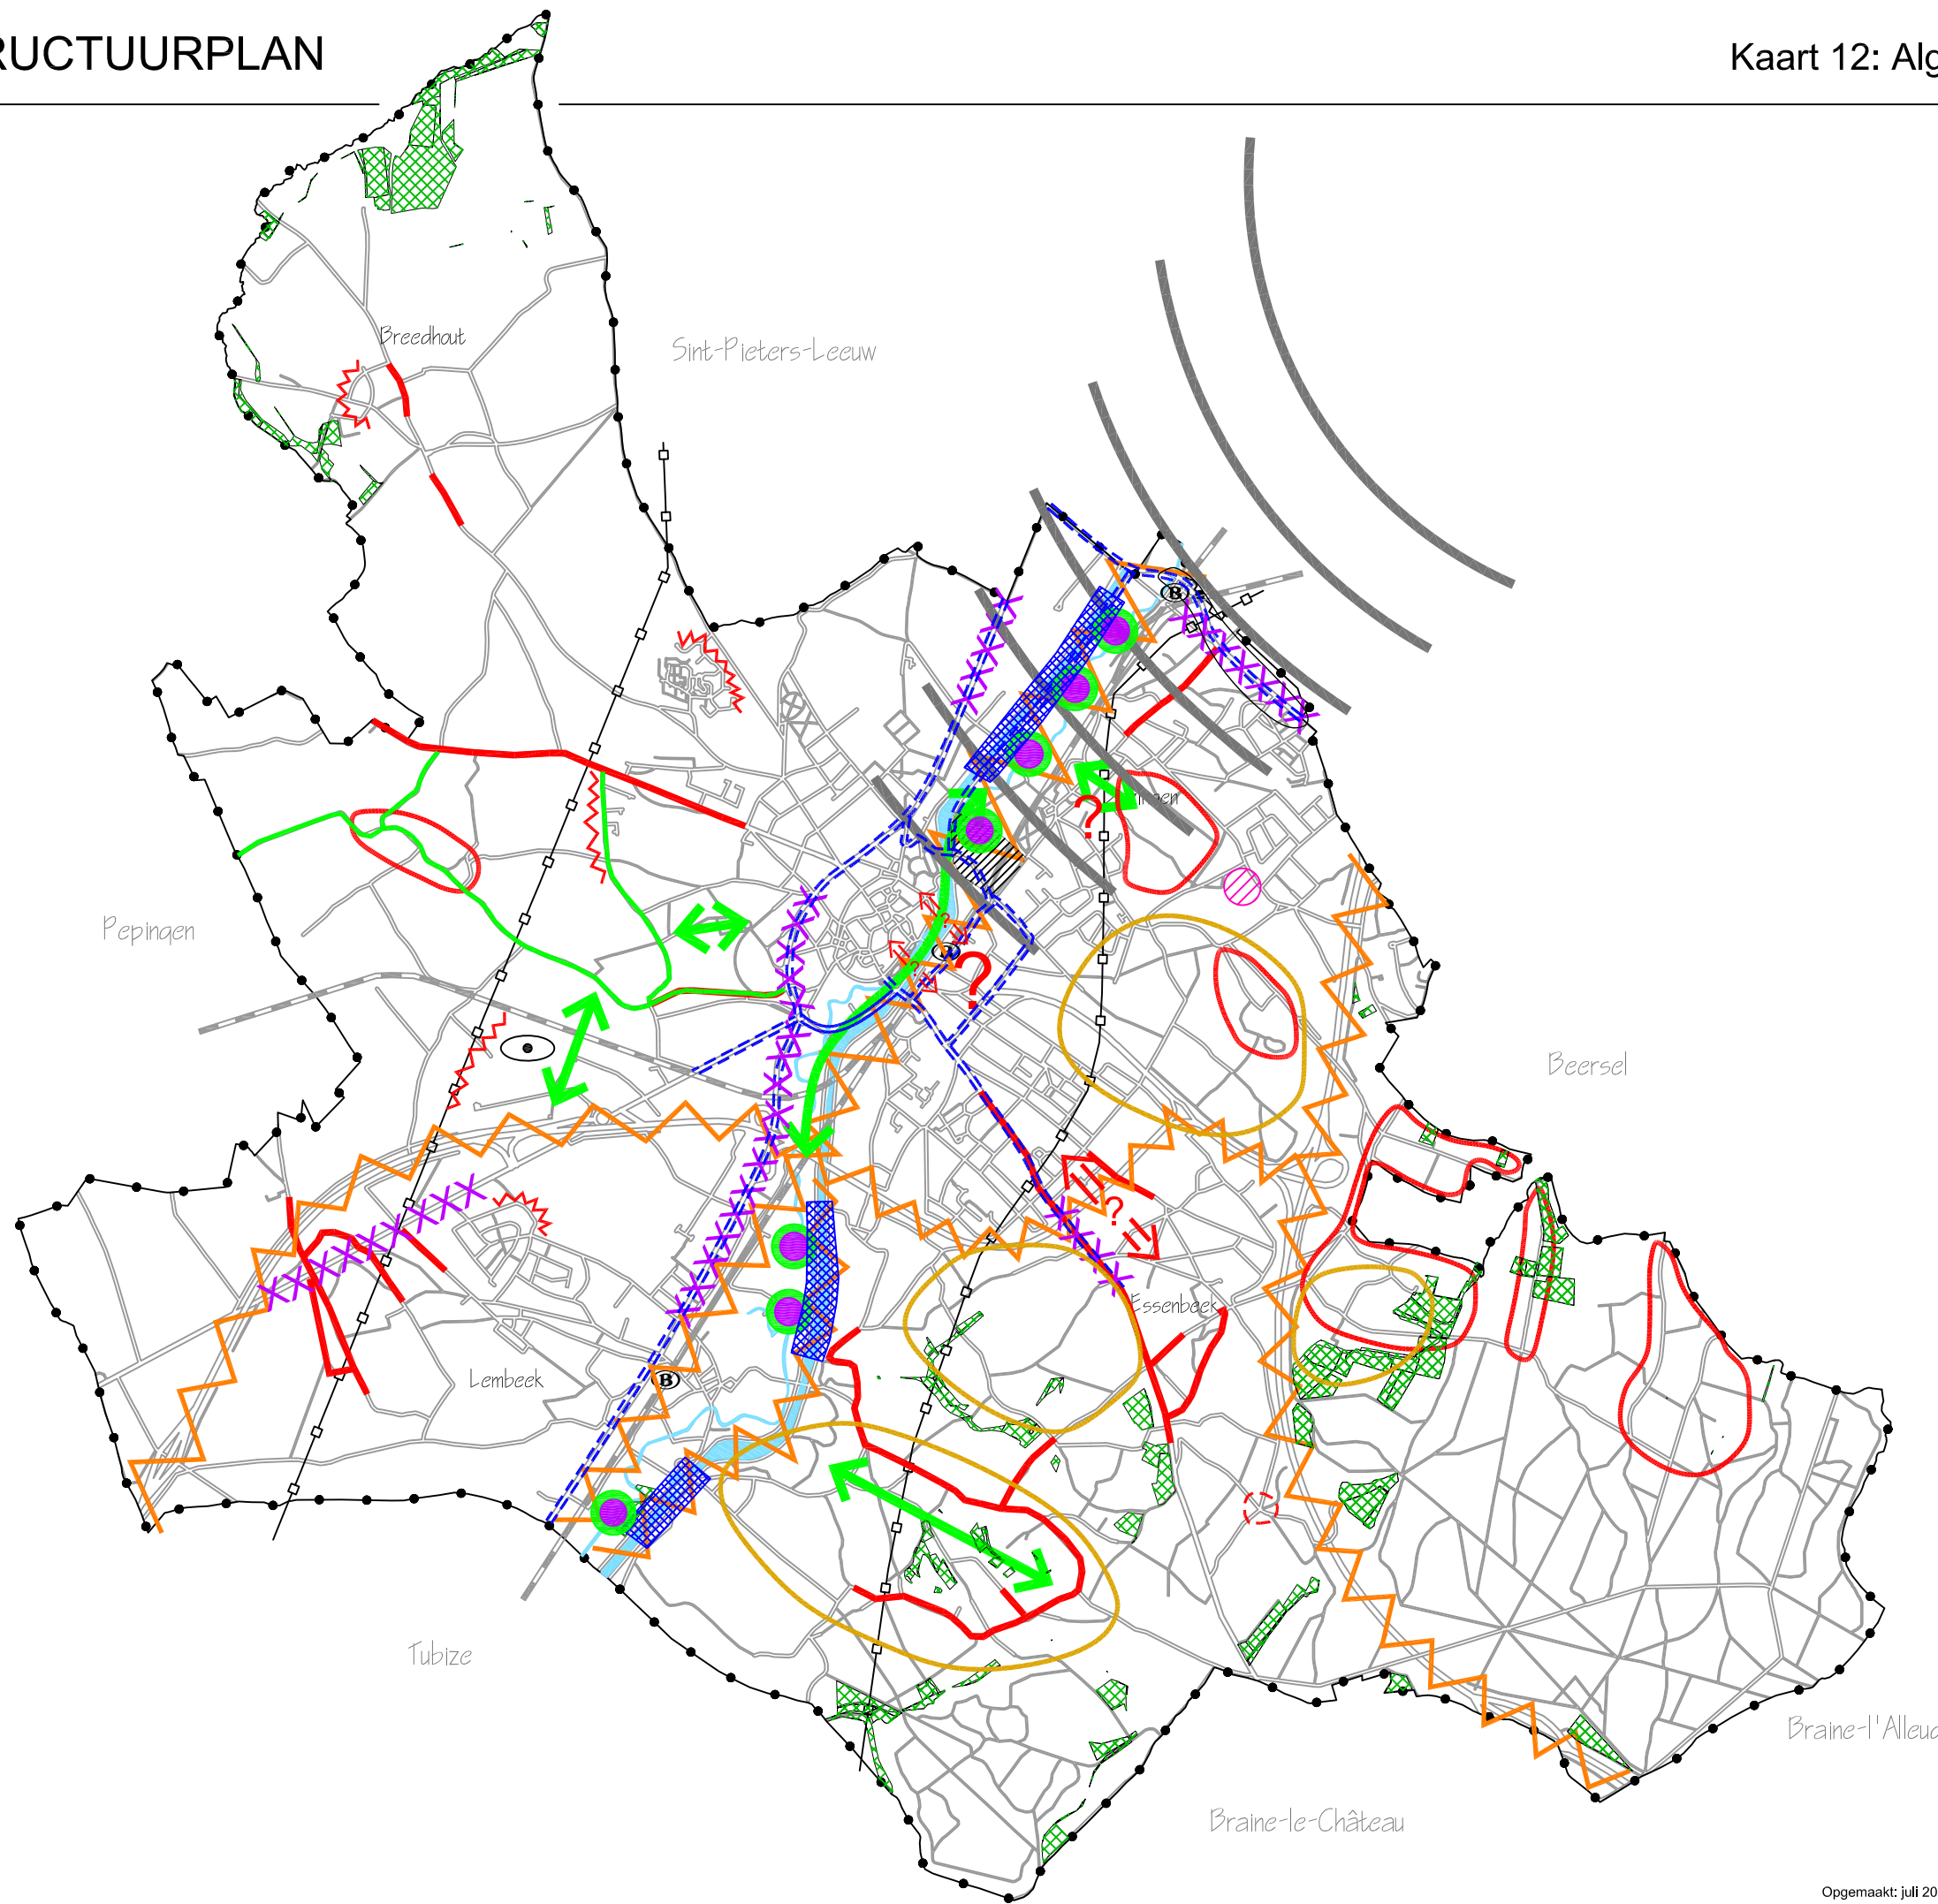 RUCTUURPLAN
Kaart 12: Alg
Breedhout
Sint-Pieters-Leeuw
B
?
Pepingen
?
B
?
?
Beersel
?
Essenbeek
Lembeek
B
Tubize
Braine-l'Alleud
Braine-le-Château
Opgemaakt: juli 20